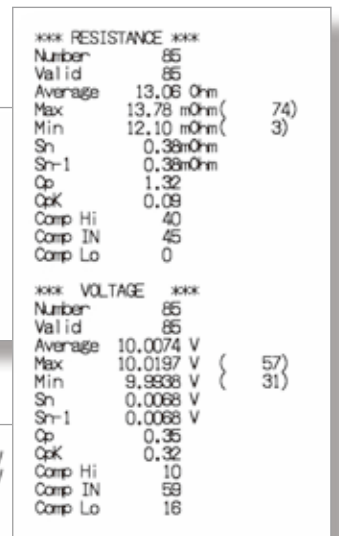 *** RESISTANCE ***
Number 85
Valid 85
Average 13.06 Ohm
Max 13.78 mOhm( 74)
Min 12.10 mOhm( 3)
Sn 0.38mOhm
Sn-1 0.38mOhm
Cp 1.32
CpK 0.09
Comp Hi 40
Comp IN 45
Comp Lo 0
*** VOLTAGE ***
Number 85
Valid 85
Average 10.0074 V
Max 10.0197 V ( 57)
Min 9.9938 V ( 31)
Sn 0.0068 V
Sn-1 0.0068 V
Cp 0.35
CpK 0.32
Comp Hi 10
Comp IN 59
Comp Lo 16